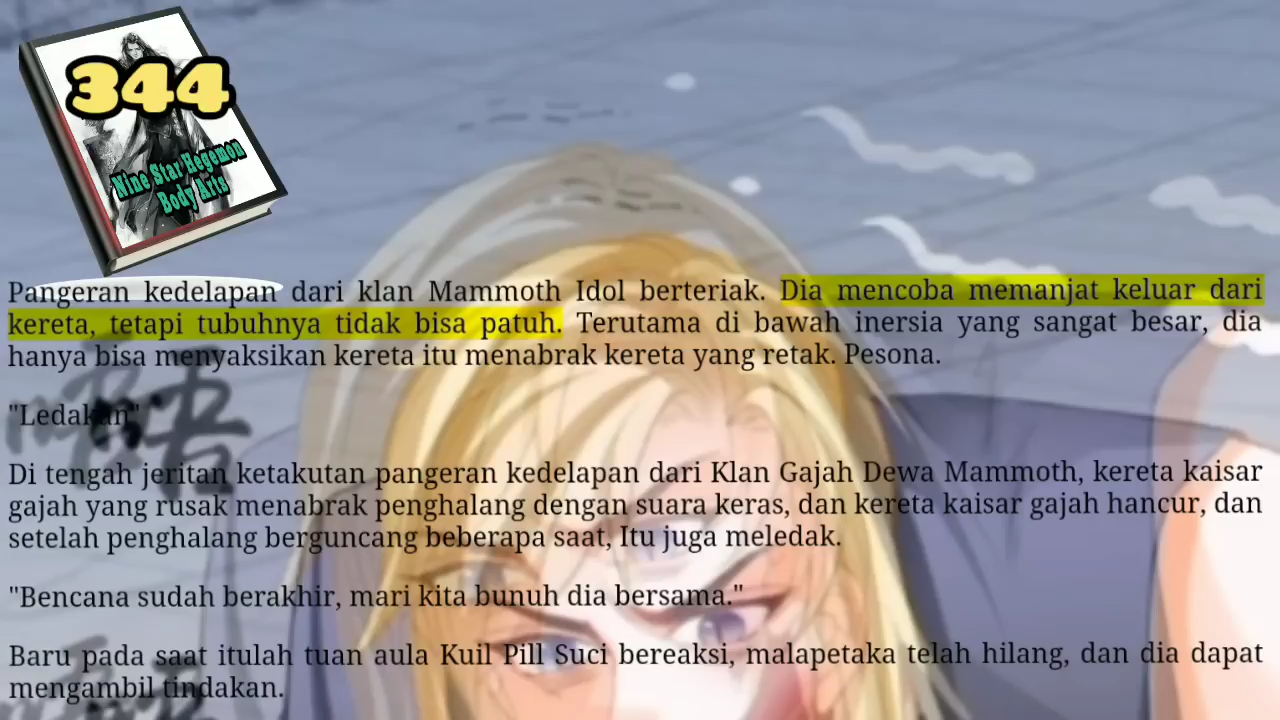 344
Nine Star Hegemon
Body Arts
Pangeran kedelapan dari klan Mammoth Idol berteriak. Dia mencoba memanjat keluar dari
kereta, tetapi tubuhnya tidak bisa patuh. Terutama di bawah inersia yang sangat besar, dia
hanya bisa menyaksikan kereta itu menabrak kereta yang retak. Pesona.
"Ledakan"
Di tengah jeritan ketakutan pangeran kedelapan dari Klan Gajah Dewa Mammoth, kereta kaisar
gajah yang rusak menabrak penghalang dengan suara keras, dan kereta kaisar gajah hancur, dan
setelah penghalang berguncang beberapa saat, Itu juga meledak.
"Bencana sudah berakhir, mari kita bunuh dia bersama."
Baru pada saat itulah tuan aula Kuil Pill Suci bereaksi, malapetaka telah hilang, dan dia dapat
mengambil tindakan.